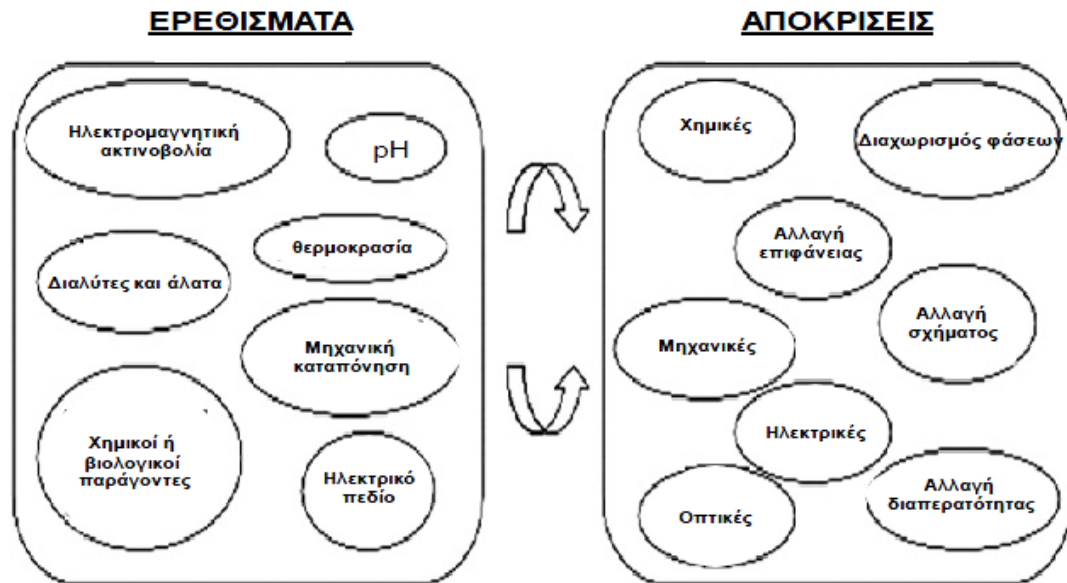 ΕΡΕΘΙΣΜΑΤΑ
Ηλεκτρομαγνητική
ακτινοβολία
pH
θερμοκρασία
Διαλύτες και άλατα
Μηχανική
καταπόνηση
Χημικοί ή
βιολογικοί
παράγοντες
Ηλεκτρικό
πεδίο
ΑΠΟΚΡΙΣΕΙΣ
Χημικές
Διαχωρισμός φάσεων
Αλλαγή
επιφάνειας
Αλλαγή
σχήματος
Μηχανικές
Ηλεκτρικές
Οπτικές
Αλλαγή
διαπερατότητας